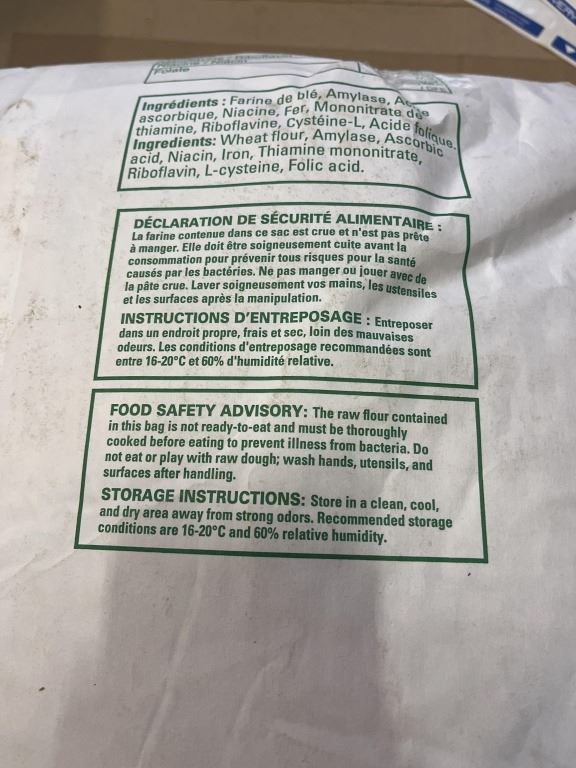 Folate
Ingrédients : Farine de blé, Amylase, Acide
ascorbique, Niacine, Fer, Mononitrate de
thiamine, Riboflavine, Cystéine-L, Acide folique.
Ingredients: Wheat flour, Amylase, Ascorbic
acid, Niacin, Iron, Thiamine mononitrate,
Riboflavin, L-cysteine, Folic acid.
DÉCLARATION DE SÉCURITÉ ALIMENTAIRE :
La farine contenue dans ce sac est crue et n'est pas prête
à manger. Elle doit être soigneusement cuite avant la
consommation pour prévenir tous risques pour la santé
causés par les bactéries. Ne pas manger ou jouer avec de
la pâte crue. Laver soigneusement vos mains, les ustensiles
et les surfaces après la manipulation.
INSTRUCTIONS D'ENTREPOSAGE : Entreposer
dans un endroit propre, frais et sec, loin des mauvaises
odeurs. Les conditions d'entreposage recommandées sont
entre 16-20°C et 60% d'humidité relative.
FOOD SAFETY ADVISORY: The raw flour contained
in this bag is not ready-to-eat and must be thoroughly
cooked before eating to prevent illness from bacteria. Do
not eat or play with raw dough; wash hands, utensils, and
surfaces after handling.
STORAGE INSTRUCTIONS: Store in a clean, cool,
and dry area away from strong odors. Recommended storage
conditions are 16-20°C and 60% relative humidity.